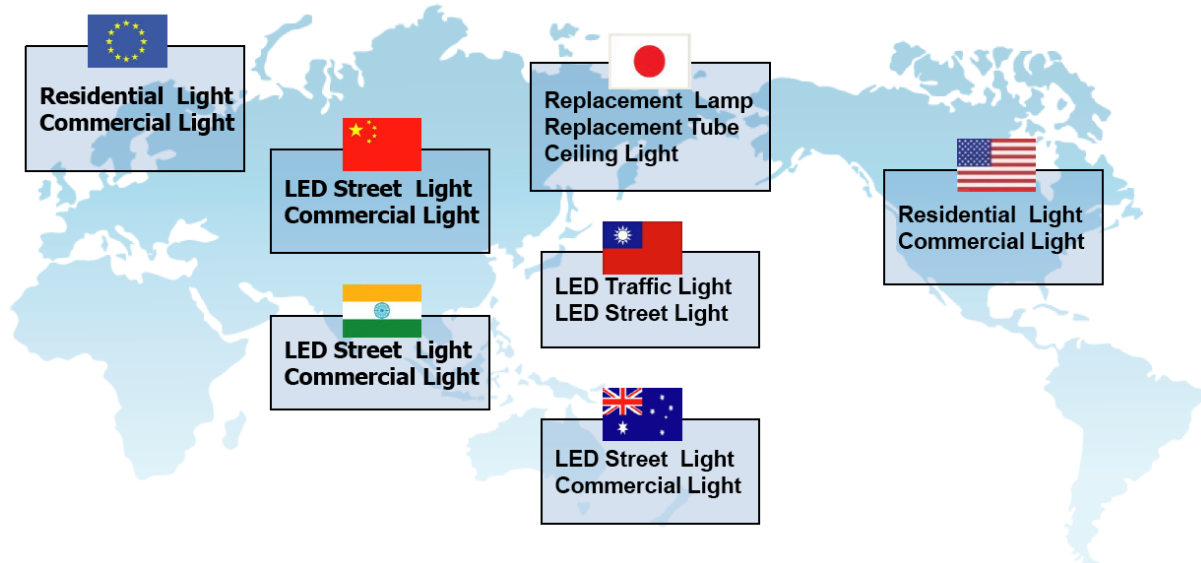 Residential Light
Commercial Light
LED Street Light
Commercial Light
Replacement Lamp
Replacement Tube
Ceiling Light
Residential Light
Commercial Light
LED Traffic Light
LED Street Light
LED Street Light
Commercial Light
LED Street Light
Commercial Light